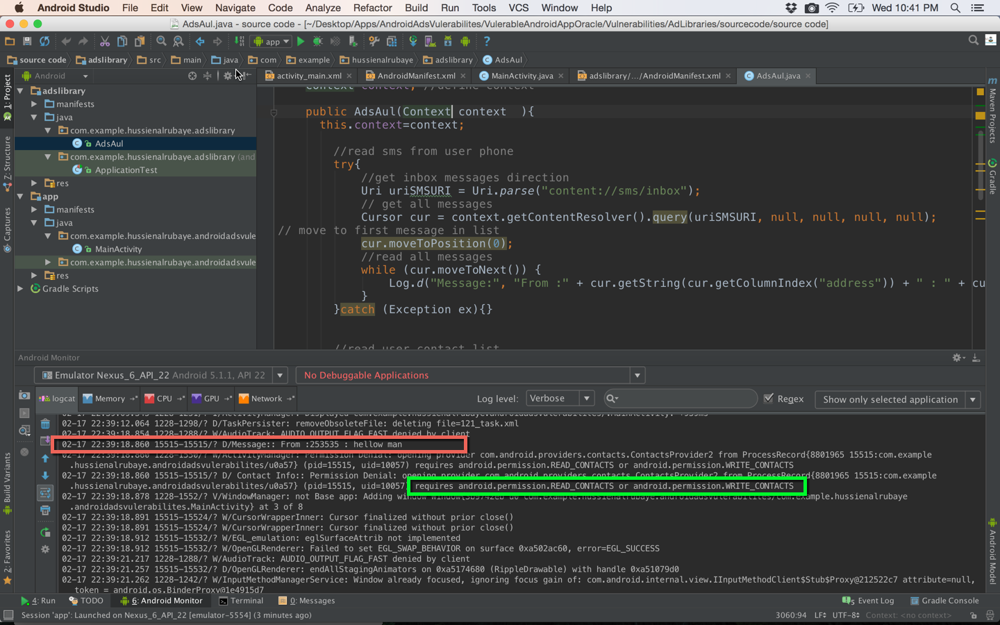 Android Studio File Edit View Navigate Code Analyze Refactor Build Run Tools VCS Window Help Wed 10:41 PM
AdsAul.java - source code - [~/Desktop/Apps/AndroidAdsVulerabilites/VulerableAndroidAppOracle/Vulnerabilities/AdLibraries/sourcecode/source code]
app
source code adslibrary src main java com example hussienalrubaye adslibrary AdsAul
Android
activity_main.xml AndroidManifest.xml MainActivity.java adslibrary/.../AndroidManifest.xml AdsAul.java
1: Project
Z: Structure
Captures
Build Variants
2: Favorites
adslibrary
manifests
java
com.example.hussienalrubaye.adslibrary
AdsAul
com.example.hussienalrubaye.adslibrary (and
ApplicationTest
res
app
manifests
java
com.example.hussienalrubaye.androidadsvule
MainActivity
com.example.hussienalrubaye.androidadsvule
res
Gradle Scripts
Context context; //define context
public AdsAul(Context context ){
this.context=context;
//read sms from user phone
try{
//get inbox messages direction
Uri uriSMSURI = Uri.parse("content://sms/inbox");
// get all messages
Cursor cur = context.getContentResolver().query(uriSMSURI, null, null, null, null);
// move to first message in list
cur.moveToPosition(0);
//read all messages
while (cur.moveToNext()) {
Log.d("Message:", "From :" + cur.getString(cur.getColumnIndex("address")) + " : " + cu
}
}catch (Exception ex){}
//read user contact list
Maven Projects
Gradle
Android Model
Android Monitor
Emulator Nexus_6_API_22 Android 5.1.1, API 22 No Debuggable Applications
logcat Memory CPU GPU Network Log level: Verbose Regex Show only selected application
02-17 22:39:12.064 1228-1298/? D/TaskPersister: removeObsoleteFile: deleting file=121_task.xml
02-17 22:39:18.854 1228-1288/? W/AudioTrack: AUDIO_OUTPUT_FLAG_FAST denied by client
02-17 22:39:18.860 15515-15515/? D/Message:: From :253535 : hellow man
02-17 22:39:18.860 1228-1550/? W/ActivityManager: Permission Denial: opening provider com.android.providers.contacts.ContactsProvider2 from ProcessRecord{8801965 15515:com.example
.hussienalrubaye.androidadsvulerabilites/u0a57} (pid=15515, uid=10057) requires android.permission.READ_CONTACTS or android.permission.WRITE_CONTACTS
02-17 22:39:18.860 15515-15515/? D/ Contact Info:: Permission Denial: opening provider com.android.providers.contacts.ContactsProvider2 from ProcessRecord{8801965 15515:com.example
.hussienalrubaye.androidadsvulerabilites/u0a57} (pid=15515, uid=10057) requires android.permission.READ_CONTACTS or android.permission.WRITE_CONTACTS
02-17 22:39:18.878 1228-1552/? V/WindowManager: not Base app: Adding window Window{5b9742eb u0 com.example.hussienalrubaye.androidadsvulerabilites/com.example.hussienalrubaye
.androidadsvulerabilites.MainActivity} at 3 of 8
02-17 22:39:18.891 15515-15524/? W/CursorWrapperInner: Cursor finalized without prior close()
02-17 22:39:18.891 15515-15524/? W/CursorWrapperInner: Cursor finalized without prior close()
02-17 22:39:18.912 15515-15532/? W/EGL_emulation: eglSurfaceAttrib not implemented
02-17 22:39:18.912 15515-15532/? W/OpenGLRenderer: Failed to set EGL_SWAP_BEHAVIOR on surface 0xa502ac60, error=EGL_SUCCESS
02-17 22:39:21.217 1228-1288/? W/AudioTrack: AUDIO_OUTPUT_FLAG_FAST denied by client
02-17 22:39:21.257 15515-15532/? D/OpenGLRenderer: endAllStagingAnimators on 0xa5174680 (RippleDrawable) with handle 0xa51079d0
02-17 22:39:21.262 1228-1242/? W/InputMethodManagerService: Window already focused, ignoring focus gain of: com.android.internal.view.IInputMethodClient$Stub$Proxy@212522c7 attribute=null,
token = android.os.BinderProxy@1e4915d7
4: Run TODO 6: Android Monitor Terminal 0: Messages 5 Event Log Gradle Console
Session 'app': Launched on Nexus_6_API_22 [emulator-5554] (3 minutes ago) 3060:94 LF UTF-8 Context: <no context>